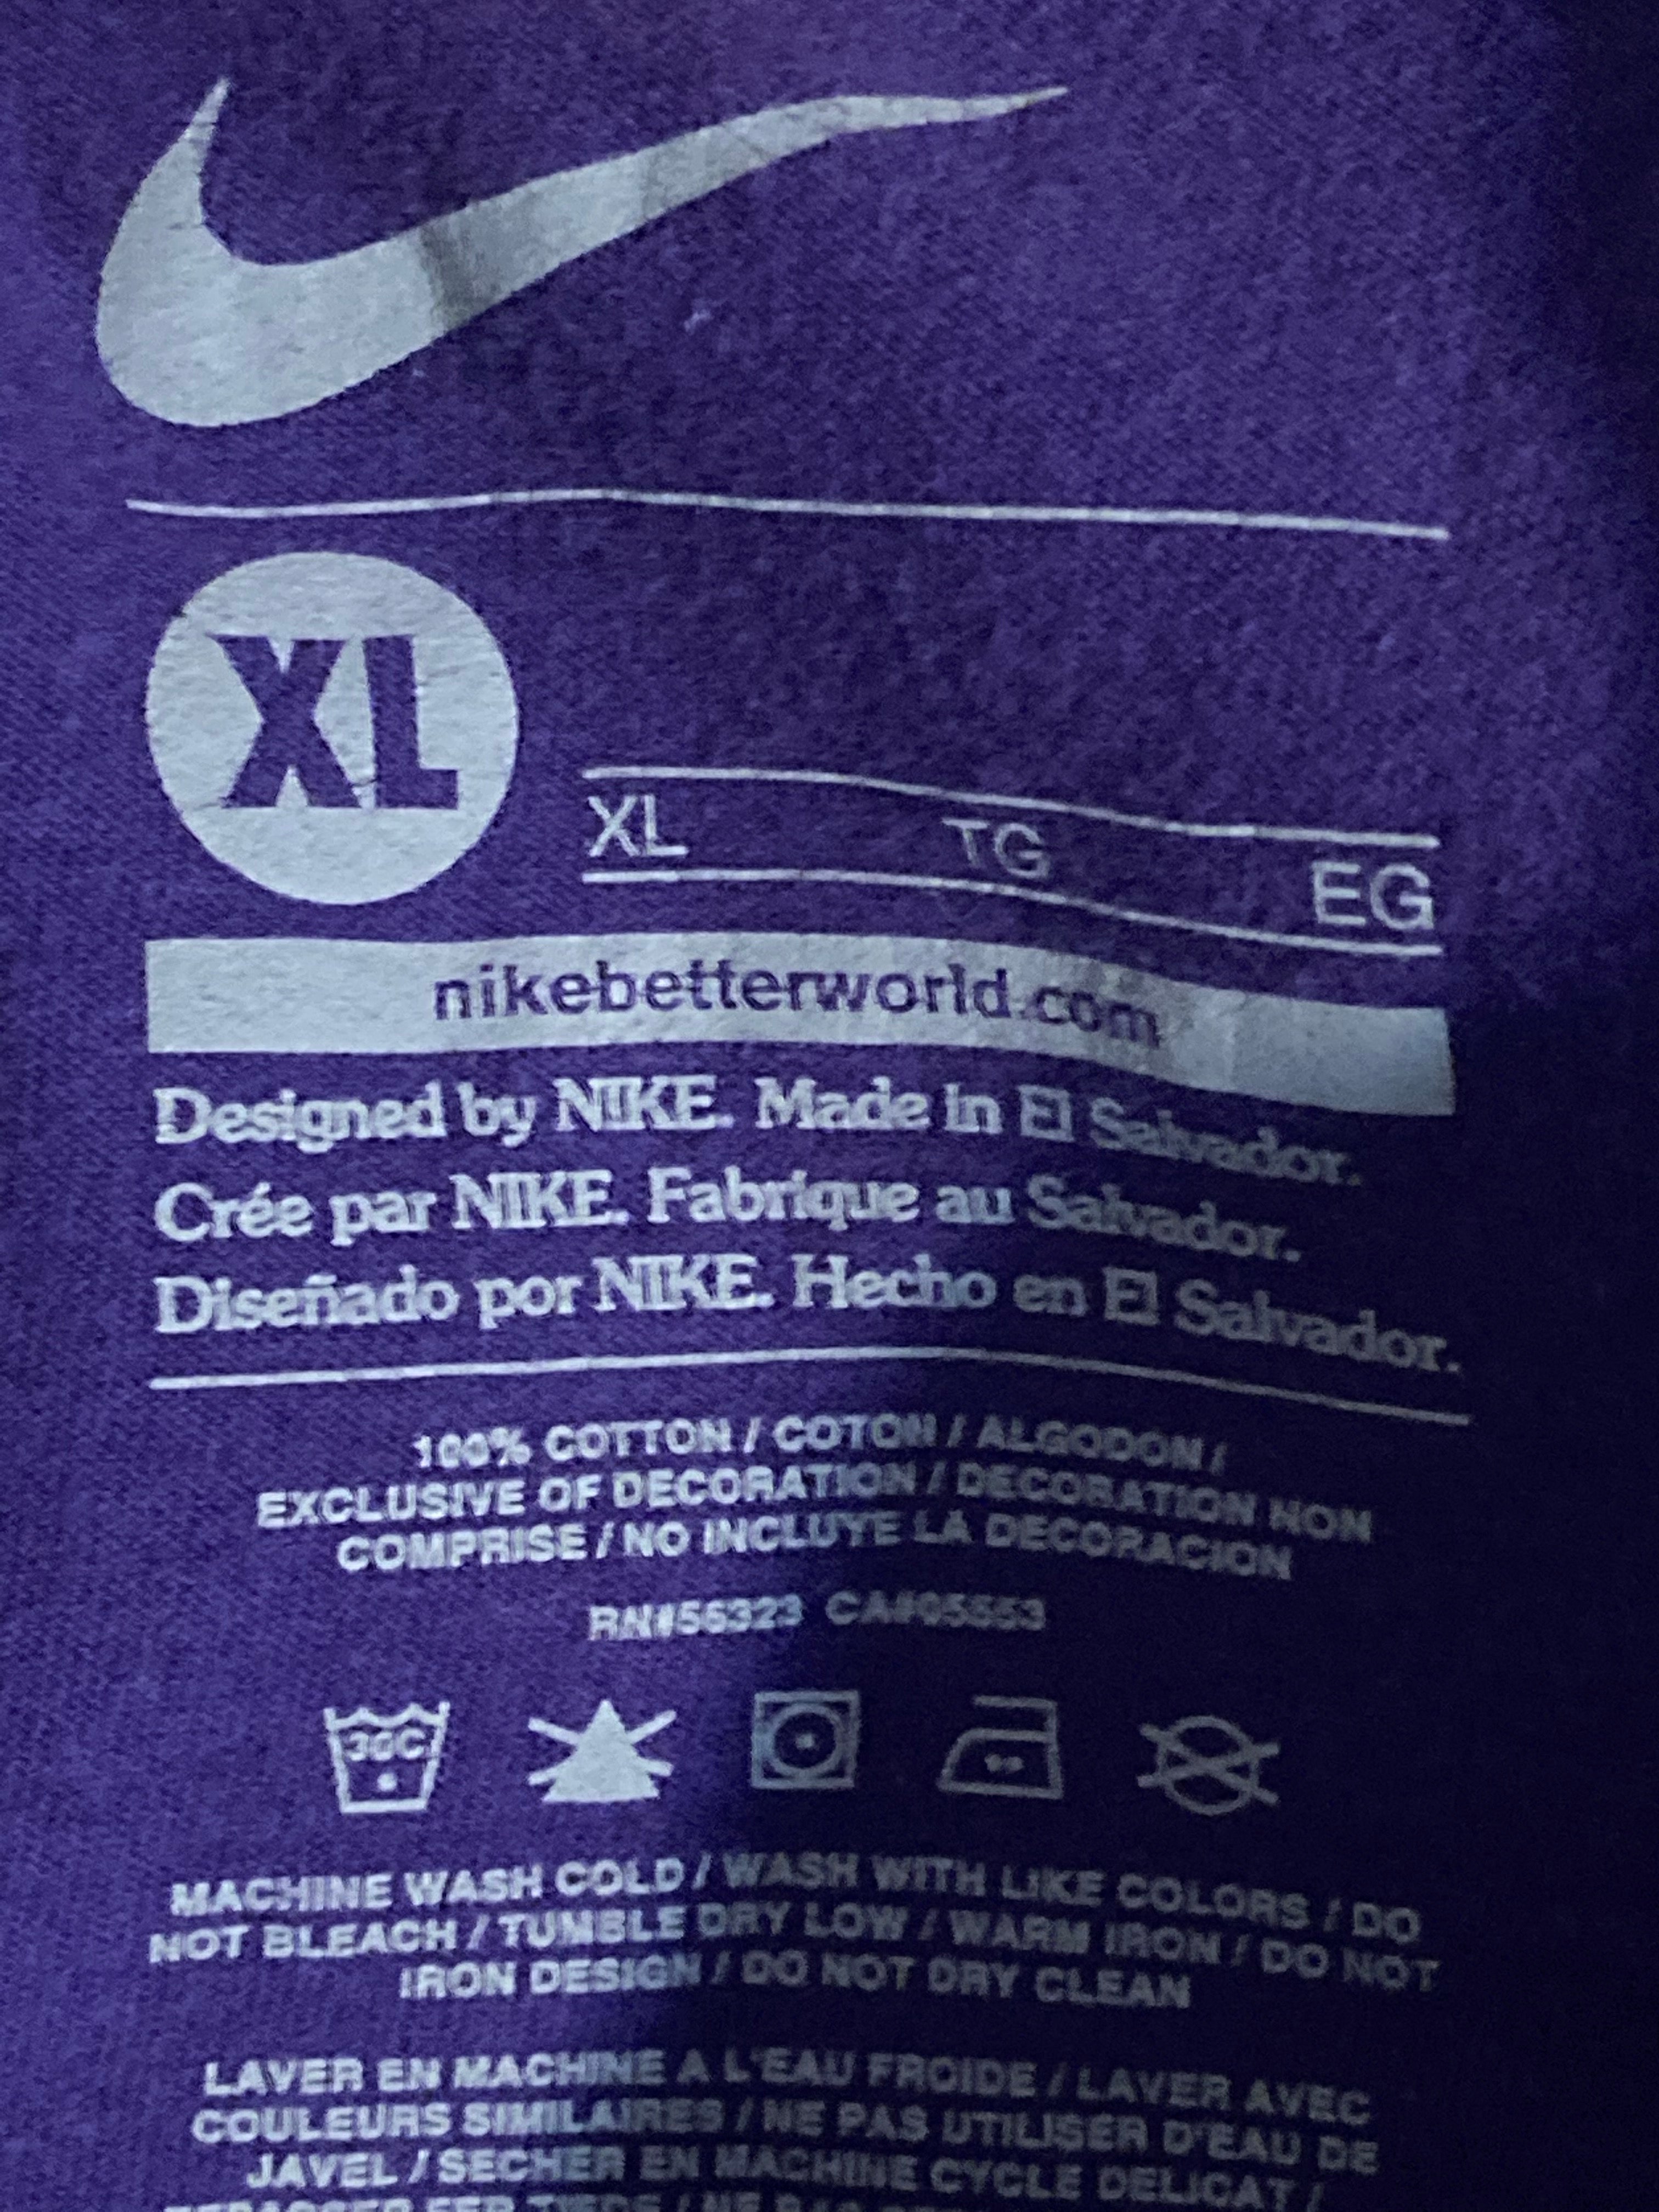 XL
XL TG EG
nikebetterworld.com
Designed by NIKE. Made in El Salvador.
Crée par NIKE. Fabrique au Salvador.
Diseñado por NIKE. Hecho en El Salvador.
100% COTTON / COTON / ALGODON /
EXCLUSIVE OF DECORATION / DECORATION NON
COMPRISE / NO INCLUYE LA DECORACION
RN#56323 CA#05553
30C
MACHINE WASH COLD / WASH WITH LIKE COLORS / DO
NOT BLEACH / TUMBLE DRY LOW / WARM IRON / DO NOT
IRON DESIGN / DO NOT DRY CLEAN
LAVER EN MACHINE A L'EAU FROIDE / LAVER AVEC
COULEURS SIMILAIRES / NE PAS UTILISER D'EAU DE
JAVEL / SECHER EN MACHINE CYCLE DELICAT /